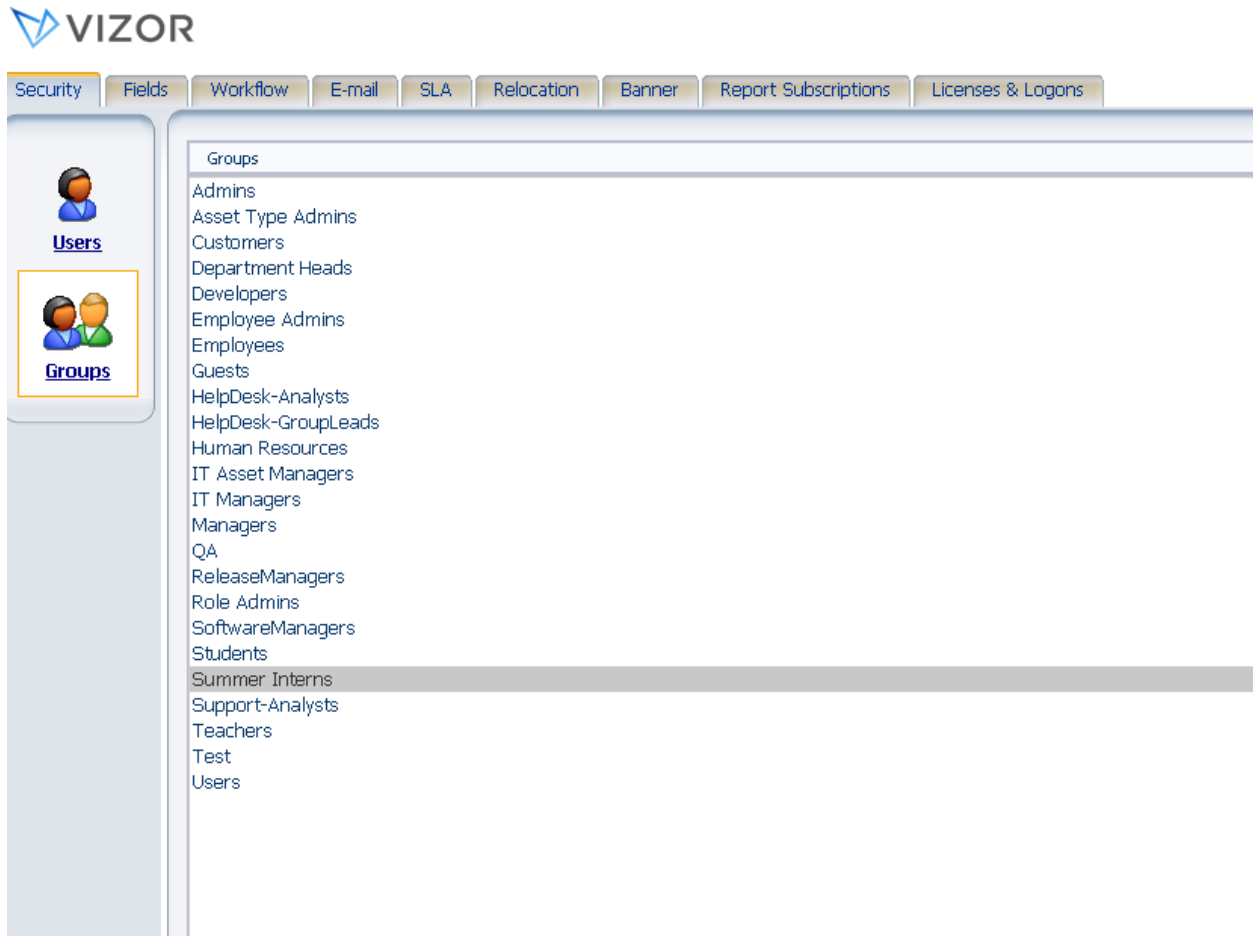 VIZOR
Security Fields Workflow E-mail SLA Relocation Banner Report Subscriptions Licenses & Logons
Users
Groups
Groups
Admins
Asset Type Admins
Customers
Department Heads
Developers
Employee Admins
Employees
Guests
HelpDesk-Analysts
HelpDesk-GroupLeads
Human Resources
IT Asset Managers
IT Managers
Managers
QA
ReleaseManagers
Role Admins
SoftwareManagers
Students
Summer Interns
Support-Analysts
Teachers
Test
Users